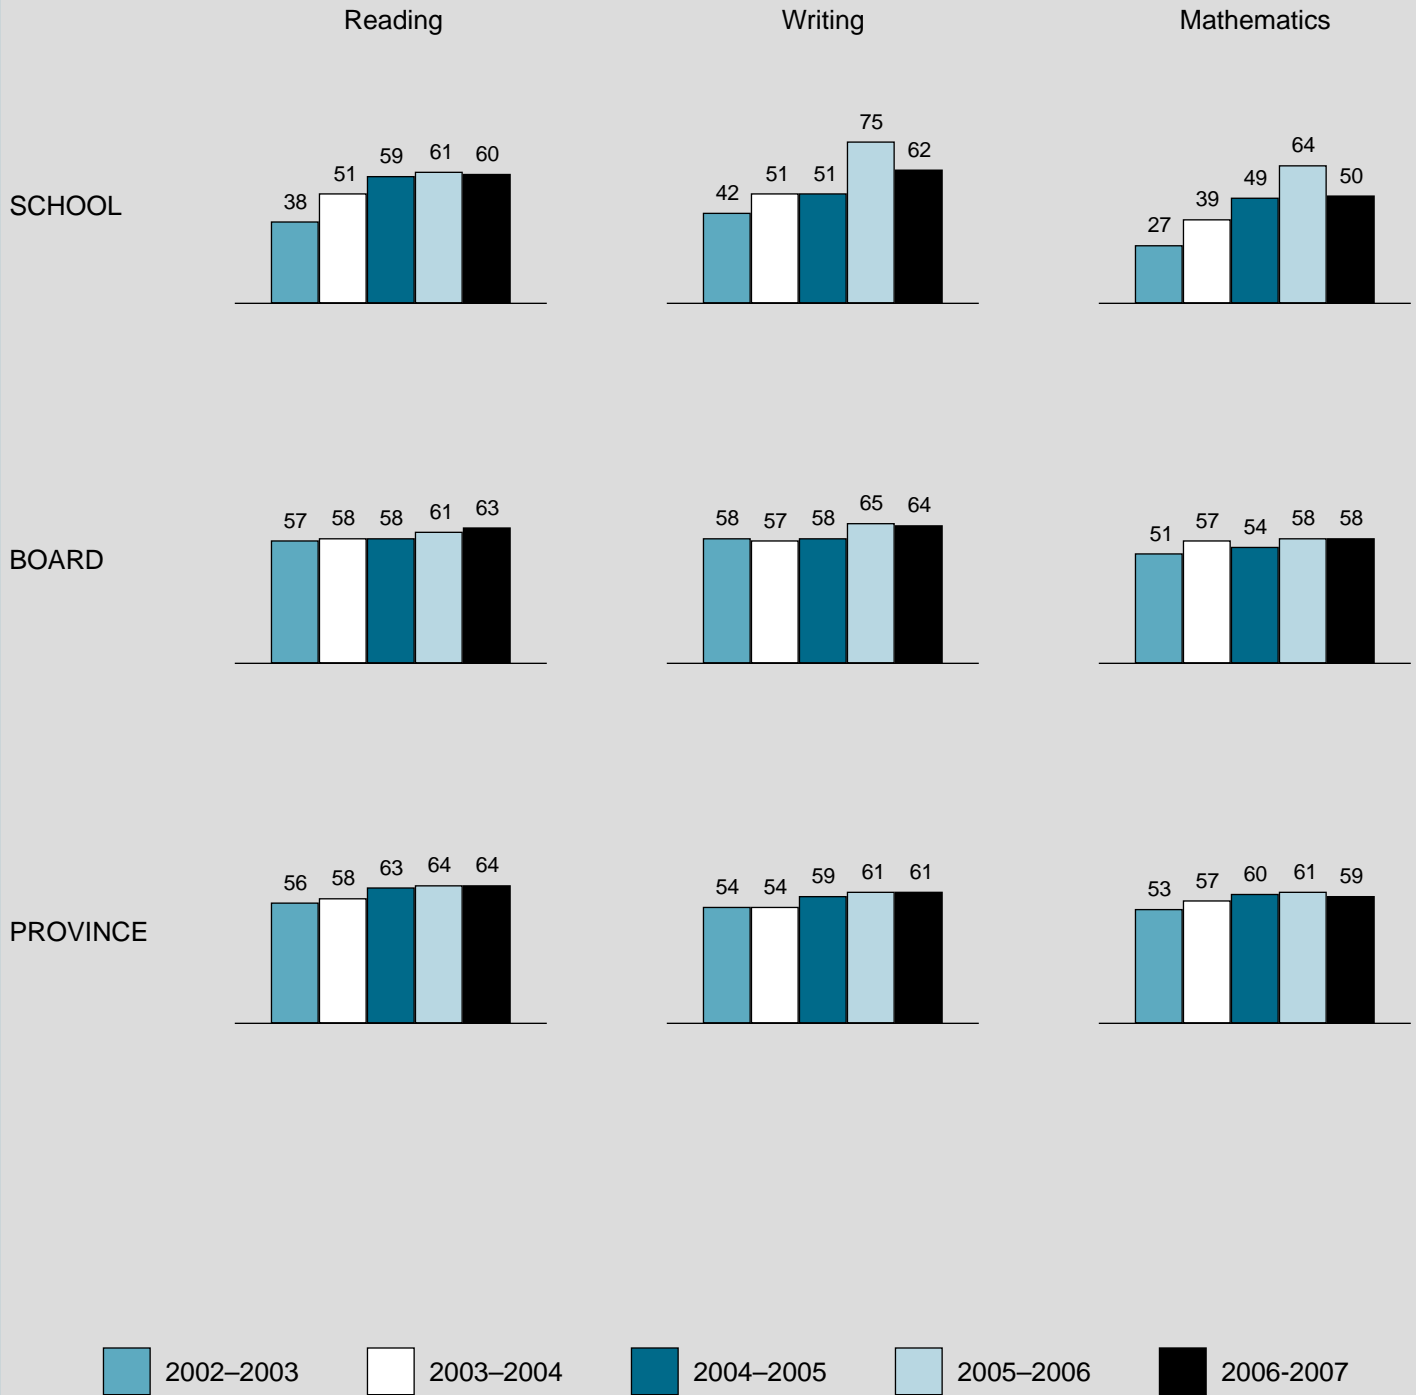 Reading Writing Mathematics
SCHOOL
38 51 59 61 60
42 51 51 75 62
27 39 49 64 50
BOARD
57 58 58 61 63
58 57 58 65 64
51 57 54 58 58
PROVINCE
56 58 63 64 64
54 54 59 61 61
53 57 60 61 59
2002–2003 2003–2004 2004–2005 2005–2006 2006-2007